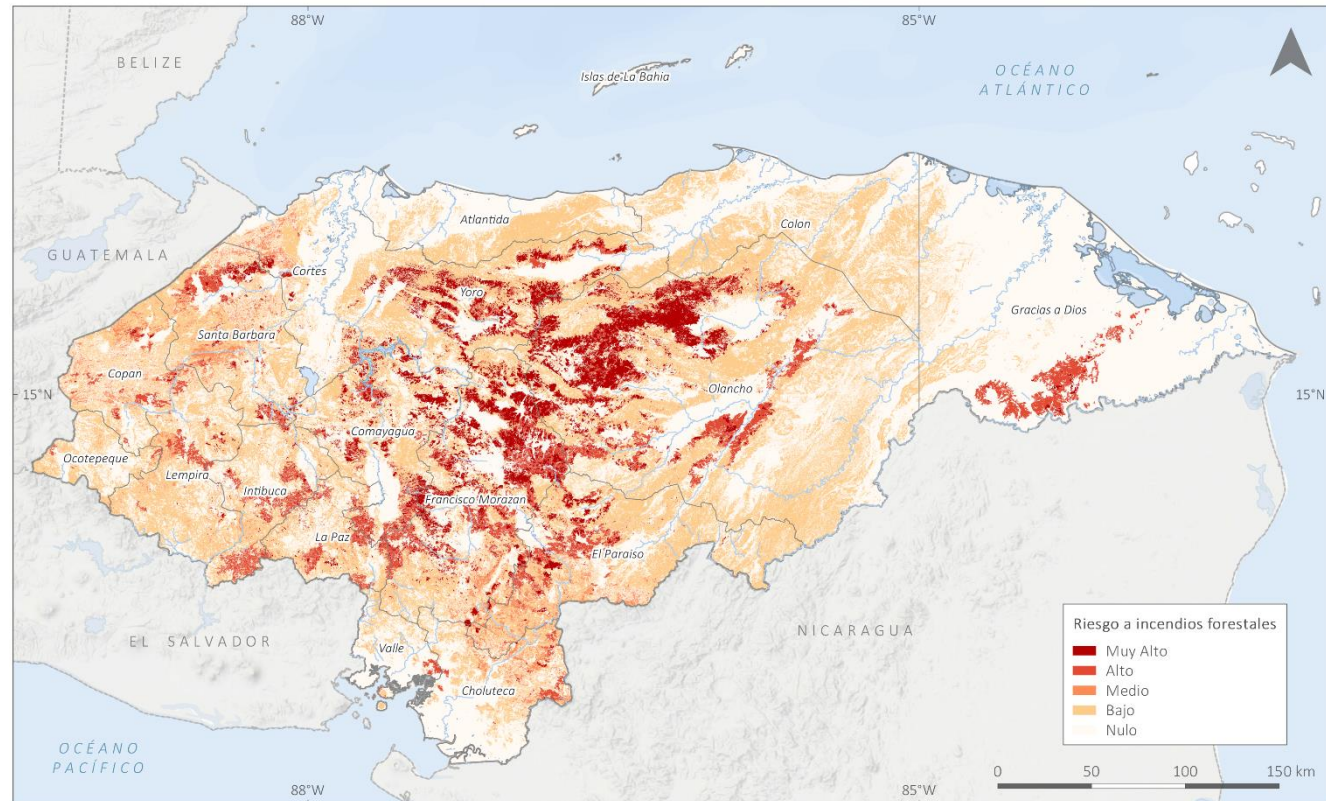 88°W
85°W
BELIZE
Islas de La Bahia
OCÉANO
ATLÁNTICO
Atlantida
Colon
GUATEMALA
Cortes
Yoro
Gracias a Dios
Santa Barbara
Copan
Olancho
15°N
15°N
Comayagua
Ocotepeque
Lempira
Intibuca
Francisco Morazan
La Paz
El Paraiso
EL SALVADOR
NICARAGUA
Valle
Choluteca
Riesgo a incendios forestales
Muy Alto
Alto
Medio
Bajo
Nulo
OCÉANO
PACÍFICO
0 50 100 150 km
88°W
85°W